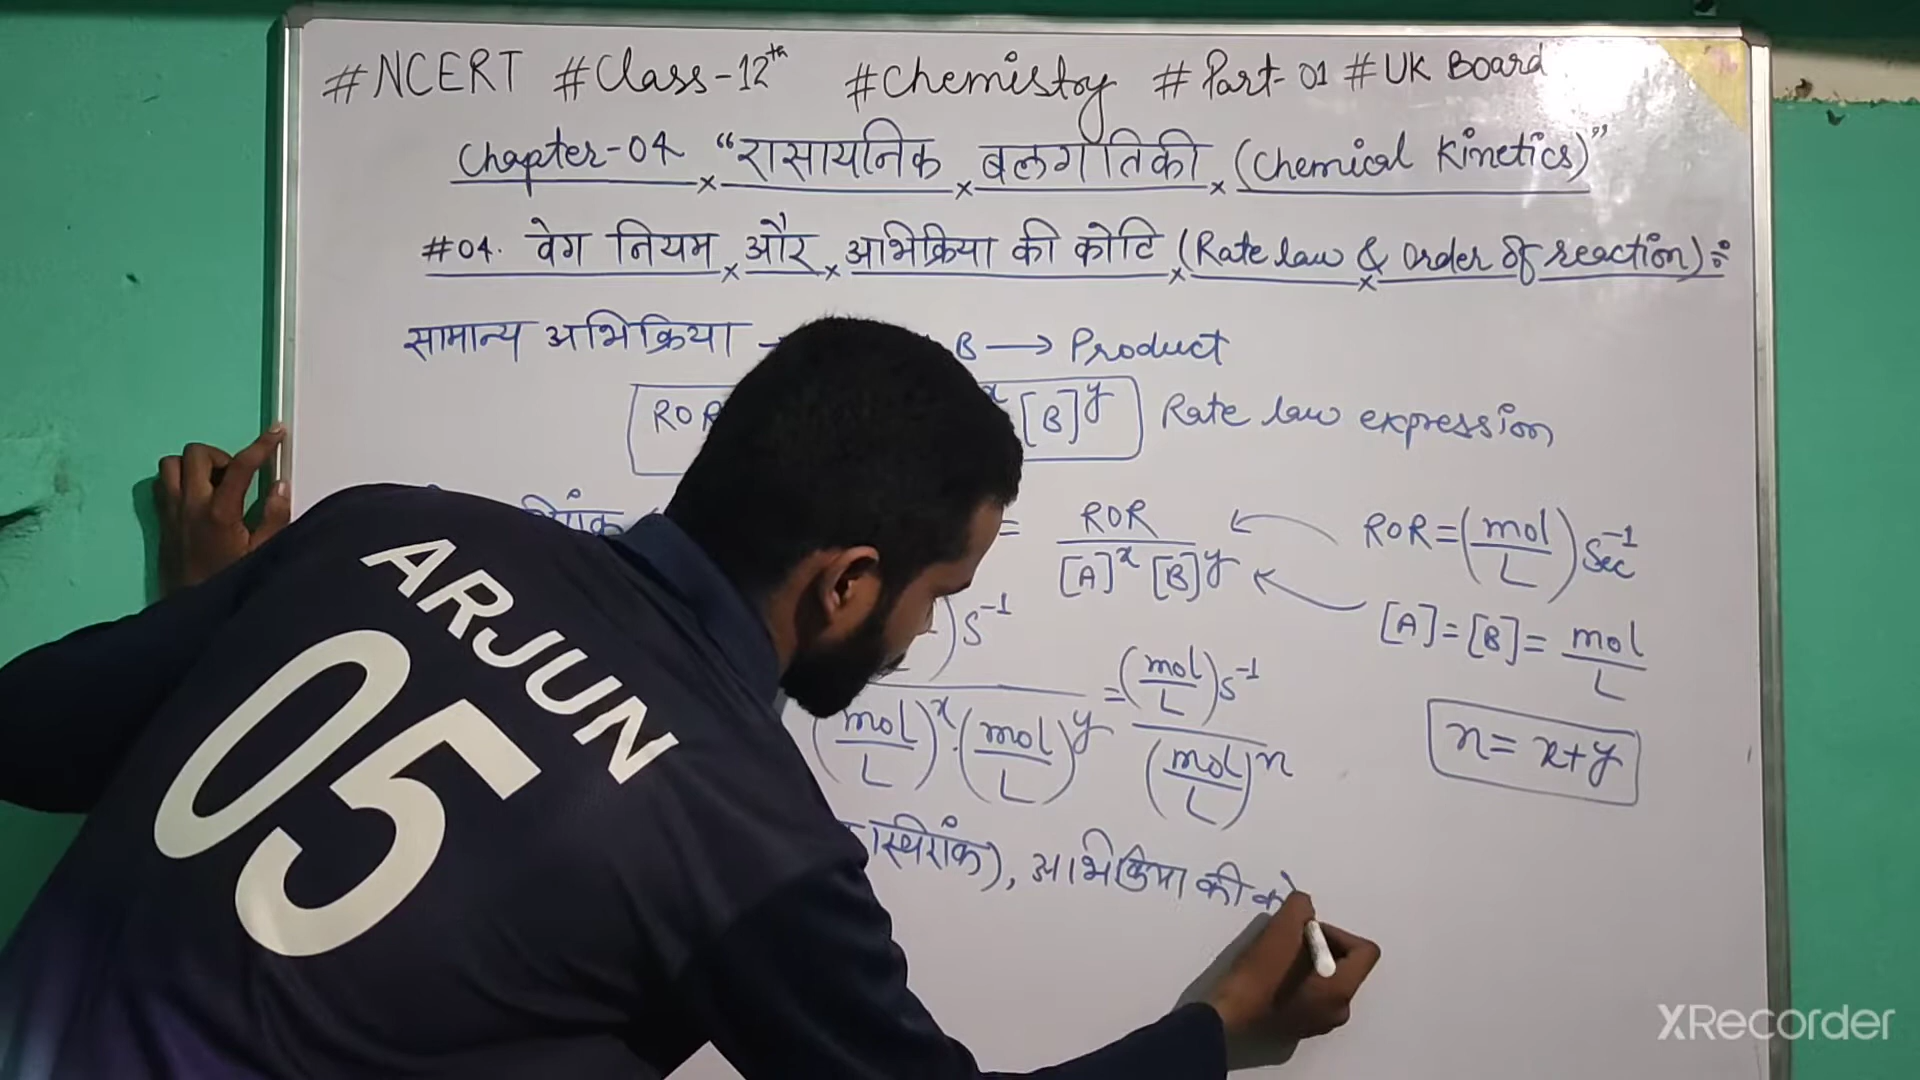 #NCERT #Class-12th #Chemistry #Part-01 #UK Board
Chapter-04 "रासायनिक बलगतिकी (Chemical Kinetics)"
#04. वेग नियम और अभिक्रिया की कोटि (Rate law & Order of reaction):
सामान्य अभिक्रिया B → Product
ROR [B]^y Rate law expression
= ROR / [A]^x [B]^y
ROR = (mol/L) Sec^-1
[A] = [B] = mol/L
) S^-1 / (mol/L)^x . (mol/L)^y = (mol/L) S^-1 / (mol/L)^n
n = x+y
स्थिरांक), अभिक्रिया की को
ARJUN
05
XRecorder